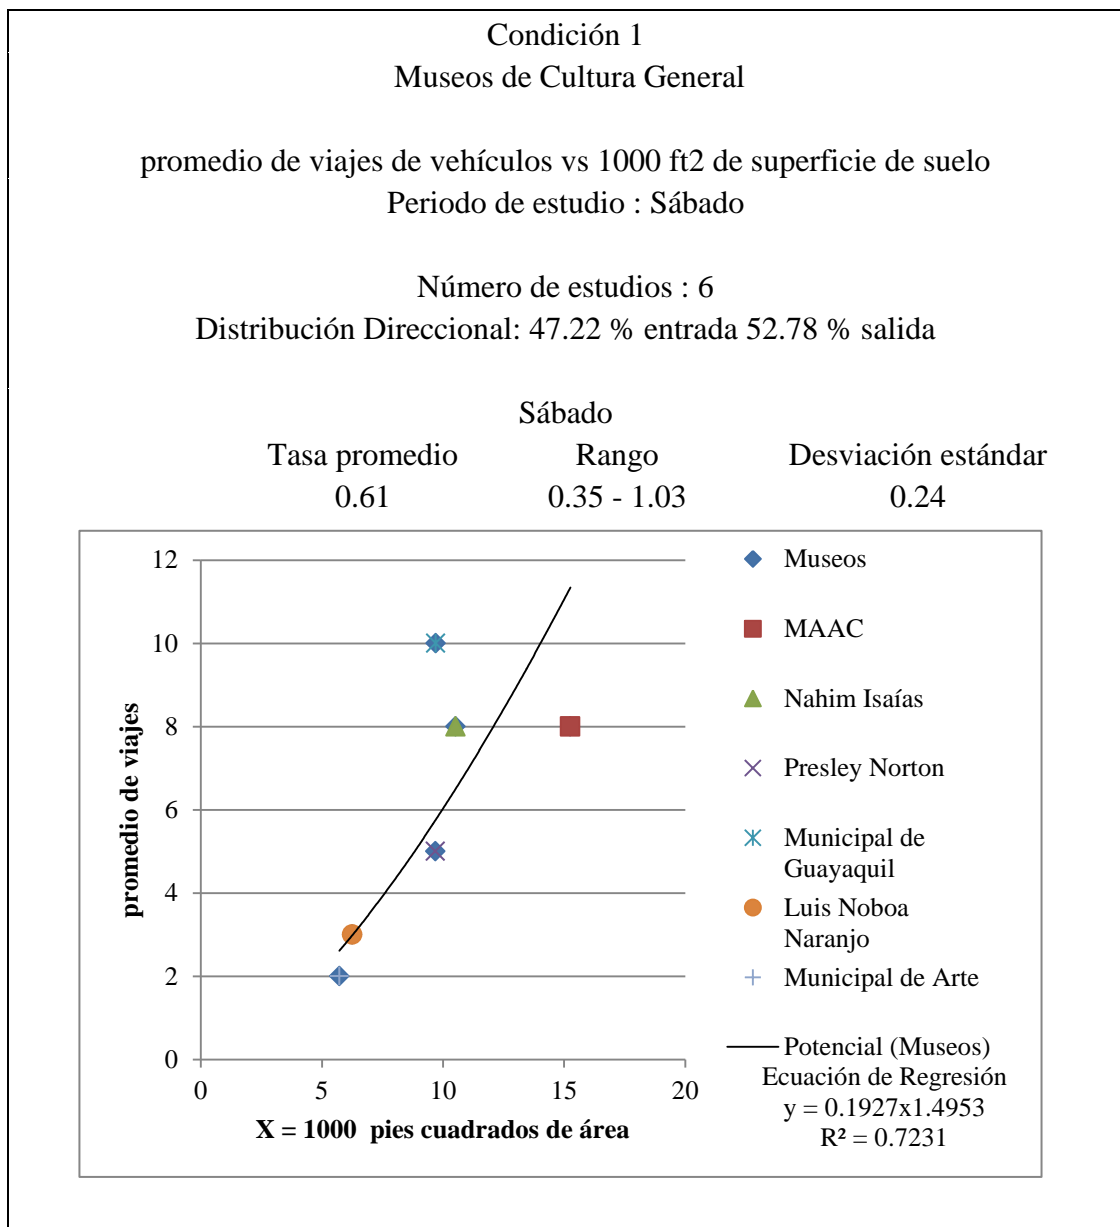 Condición 1
Museos de Cultura General
promedio de viajes de vehículos vs 1000 ft2 de superficie de suelo
Periodo de estudio : Sábado
Número de estudios : 6
Distribución Direccional: 47.22 % entrada 52.78 % salida
Sábado
Tasa promedio Rango Desviación estándar
0.61 0.35 - 1.03 0.24
promedio de viajes
12
10
8
6
4
2
0
0 5 10 15 20
X = 1000 pies cuadrados de área
Museos
MAAC
Nahim Isaías
Presley Norton
Municipal de
Guayaquil
Luis Noboa
Naranjo
Municipal de Arte
Potencial (Museos)
Ecuación de Regresión
y = 0.1927x1.4953
R² = 0.7231